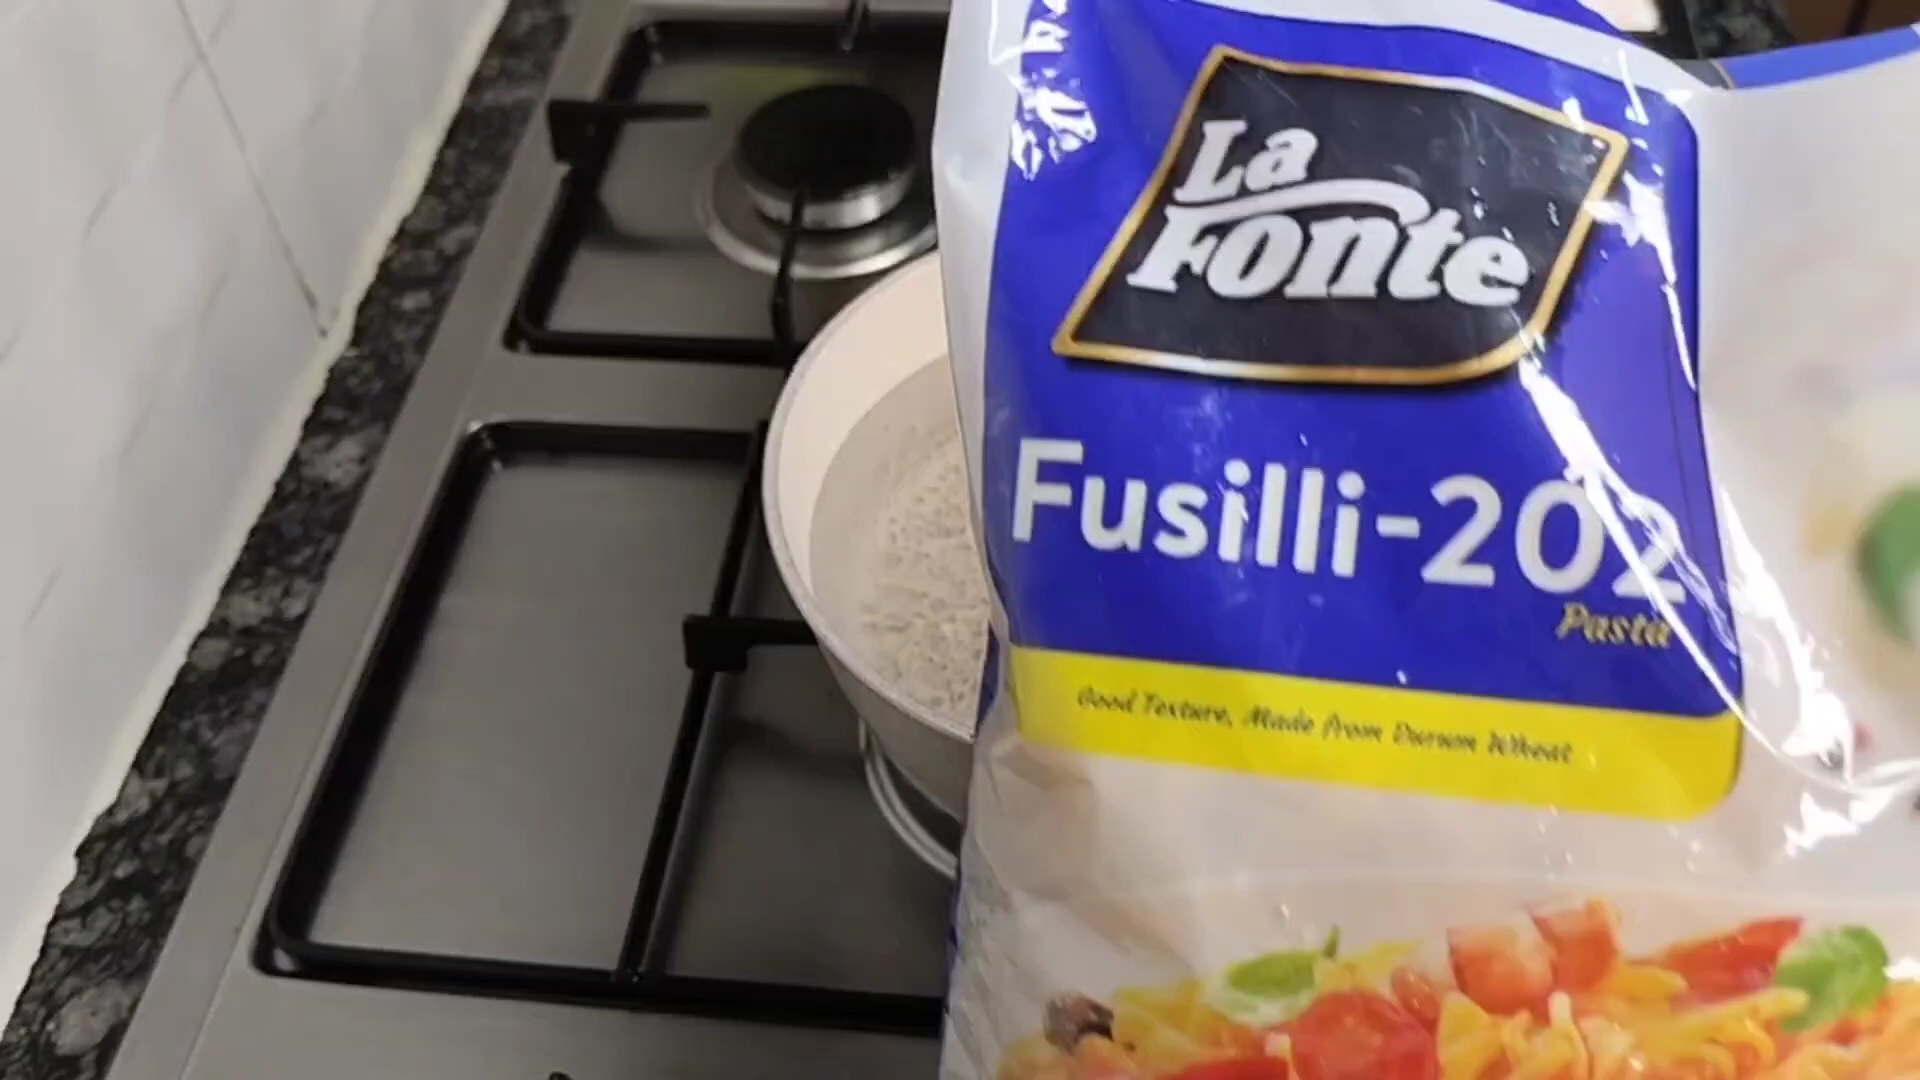 La
Fonte
Fusilli-202
Pasta
Good Texture, Made from Durum Wheat